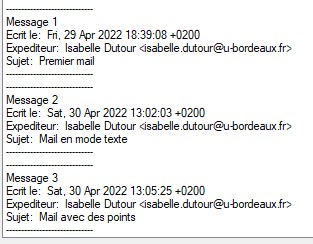 -----------------------------
Message 1
Ecrit le:  Fri, 29 Apr 2022 18:39:08 +0200
Expediteur:  Isabelle Dutour <isabelle.dutour@u-bordeaux.fr>
Sujet:  Premier mail
-----------------------------
-----------------------------
Message 2
Ecrit le:  Sat, 30 Apr 2022 13:02:03 +0200
Expediteur:  Isabelle Dutour <isabelle.dutour@u-bordeaux.fr>
Sujet:  Mail en mode texte
-----------------------------
-----------------------------
Message 3
Ecrit le:  Sat, 30 Apr 2022 13:05:25 +0200
Expediteur:  Isabelle Dutour <isabelle.dutour@u-bordeaux.fr>
Sujet:  Mail avec des points
-----------------------------